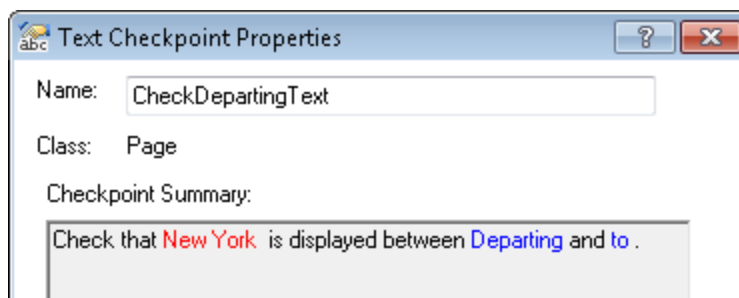 abc Text Checkpoint Properties ?
Name: CheckDepartingText
Class: Page
Checkpoint Summary:
Check that New York is displayed between Departing and to .